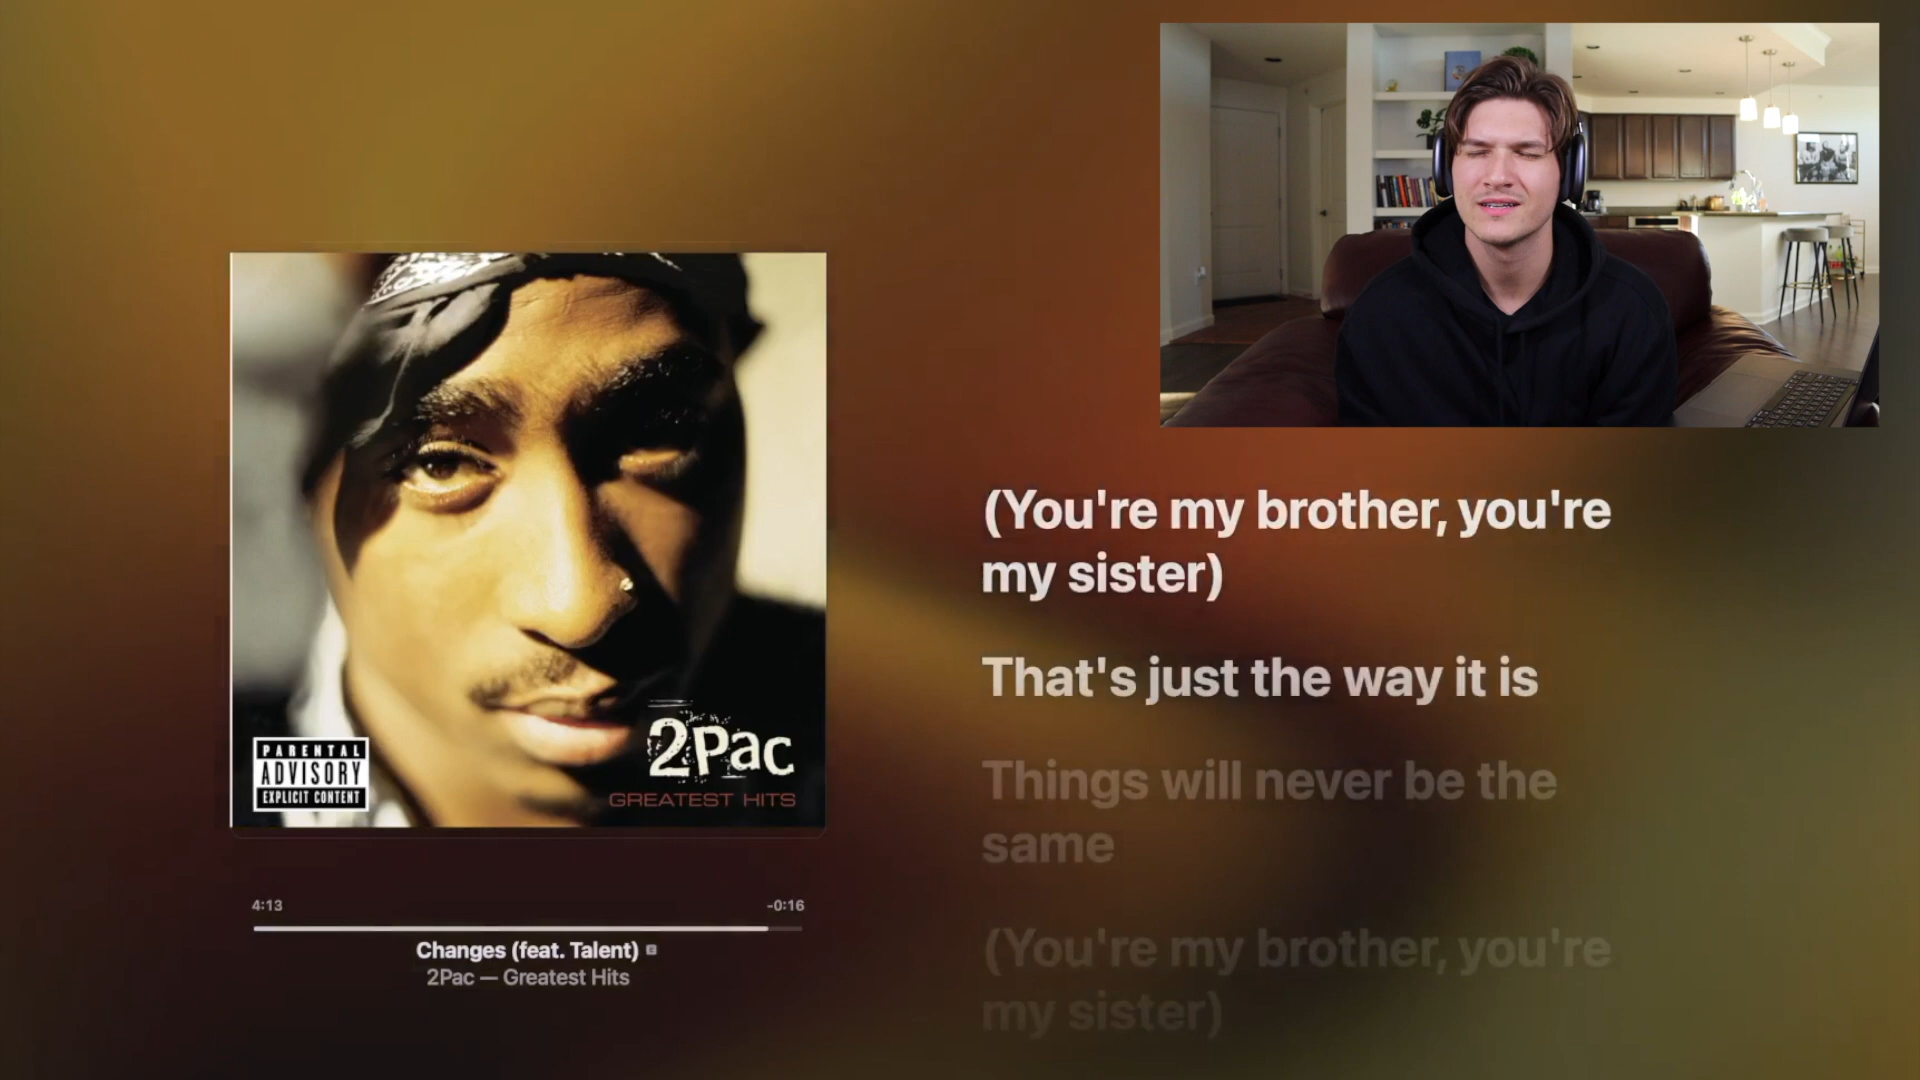 (You're my brother, you're
my sister)
That's just the way it is
Things will never be the
same
(You're my brother, you're
my sister)
2Pac
GREATEST HITS
PARENTAL
ADVISORY
EXPLICIT CONTENT
4:13
-0:16
Changes (feat. Talent) E
2Pac — Greatest Hits